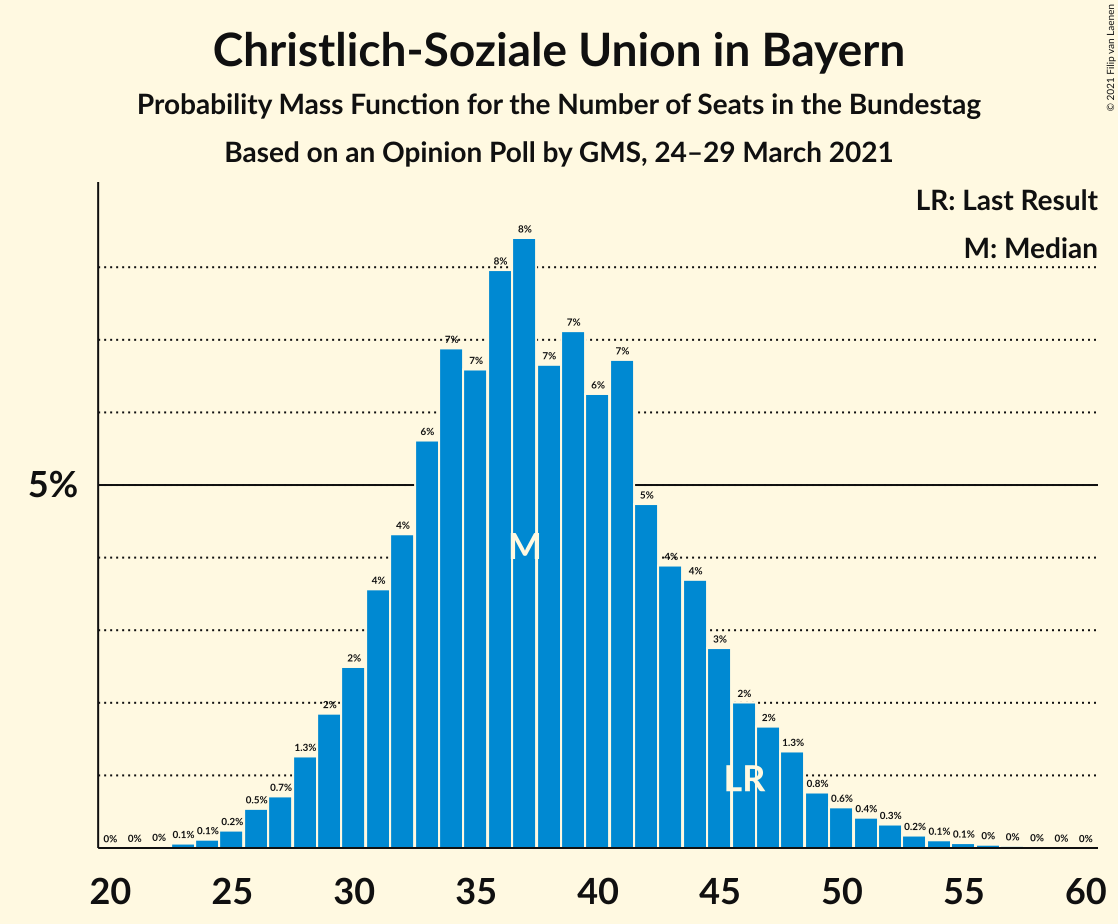 Christlich-Soziale Union in Bayern
Probability Mass Function for the Number of Seats in the Bundestag
Based on an Opinion Poll by GMS, 24–29 March 2021
© 2021 Filip van Laenen
LR: Last Result
M: Median
5%
0% 0% 0% 0.1% 0.1% 0.2% 0.5% 0.7% 1.3% 2% 2% 4% 4% 6% 7% 7% 8% 8% 7% 7% 6% 7% 5% 4% 4% 3% 2% 2% 1.3% 0.8% 0.6% 0.4% 0.3% 0.2% 0.1% 0.1% 0% 0% 0% 0% 0%
M
LR
20 25 30 35 40 45 50 55 60